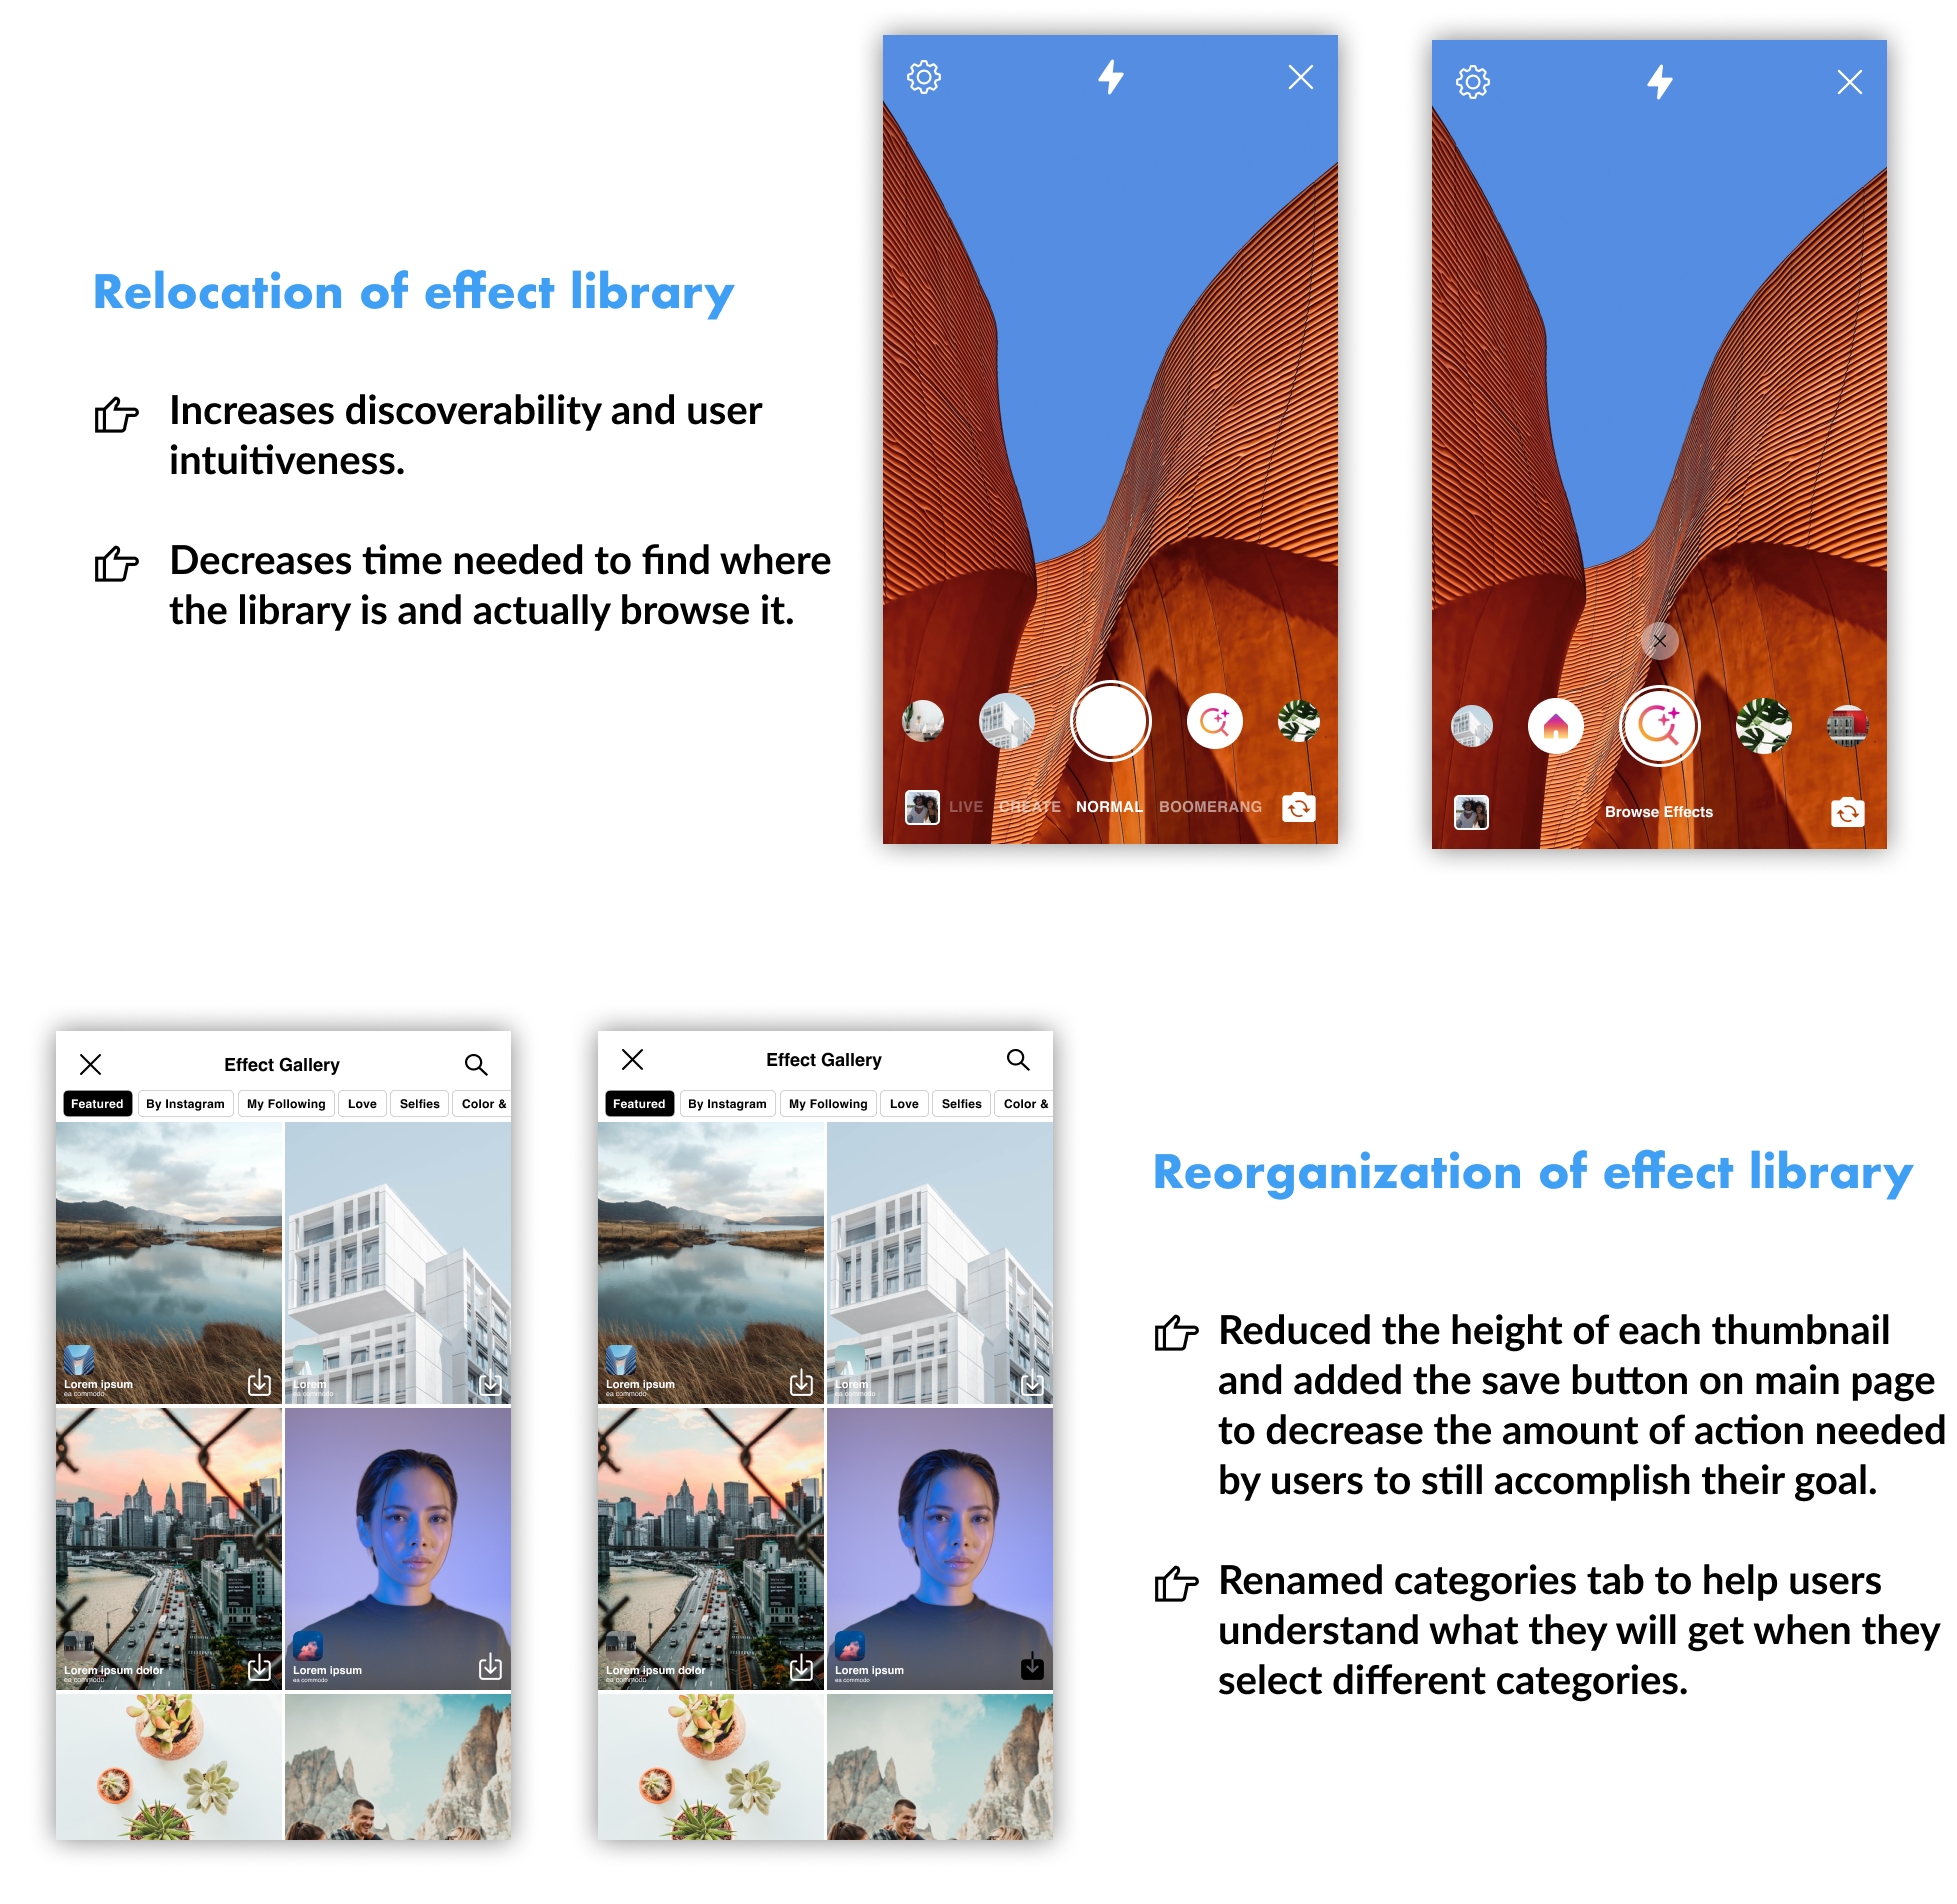 Relocation of effect library
Increases discoverability and user
intuitiveness.
Decreases time needed to find where
the library is and actually browse it.
LIVE CREATE NORMAL BOOMERANG
Browse Effects
Effect Gallery
Featured By Instagram My Following Love Selfies Color &
Lorem ipsum
ea commodo
Lorem
ea commodo
Lorem ipsum dolor
ea commodo
Lorem ipsum
ea commodo
Effect Gallery
Featured By Instagram My Following Love Selfies Color &
Lorem ipsum
ea commodo
Lorem
ea commodo
Lorem ipsum dolor
ea commodo
Lorem ipsum
ea commodo
Reorganization of effect library
Reduced the height of each thumbnail
and added the save button on main page
to decrease the amount of action needed
by users to still accomplish their goal.
Renamed categories tab to help users
understand what they will get when they
select different categories.